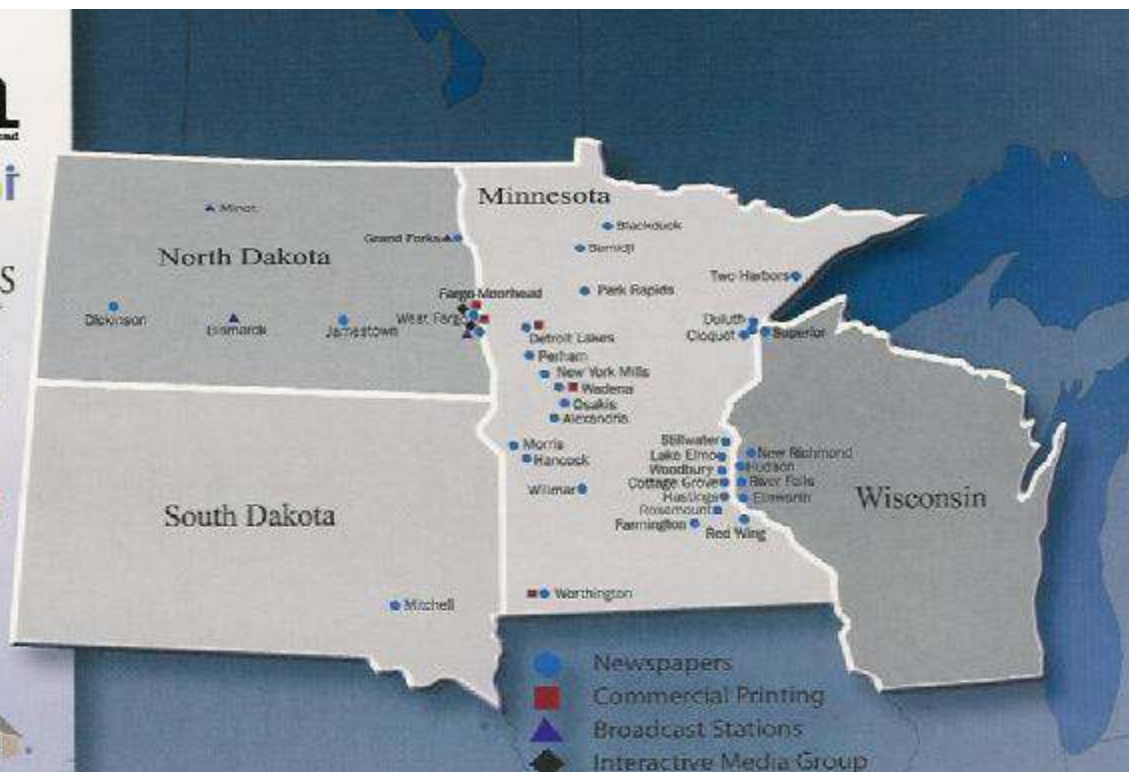 Minnesota
Minot
Blackduck
Grand Forks
Bemidji
North Dakota
Two Harbors
Park Rapids
Fargo-Moorhead
Dickinson
Bismarck
Jamestown
West Fargo
Duluth
Cloquet
Superior
Detroit Lakes
Perham
New York Mills
Wadena
Osakis
Alexandria
Morris
Hancock
Willmar
Stillwater
Lake Elmo
Woodbury
Cottage Grove
Hastings
Rosemount
Farmington
Red Wing
New Richmond
Hudson
River Falls
Ellsworth
Wisconsin
South Dakota
Worthington
Mitchell
Newspapers
Commercial Printing
Broadcast Stations
Interactive Media Group